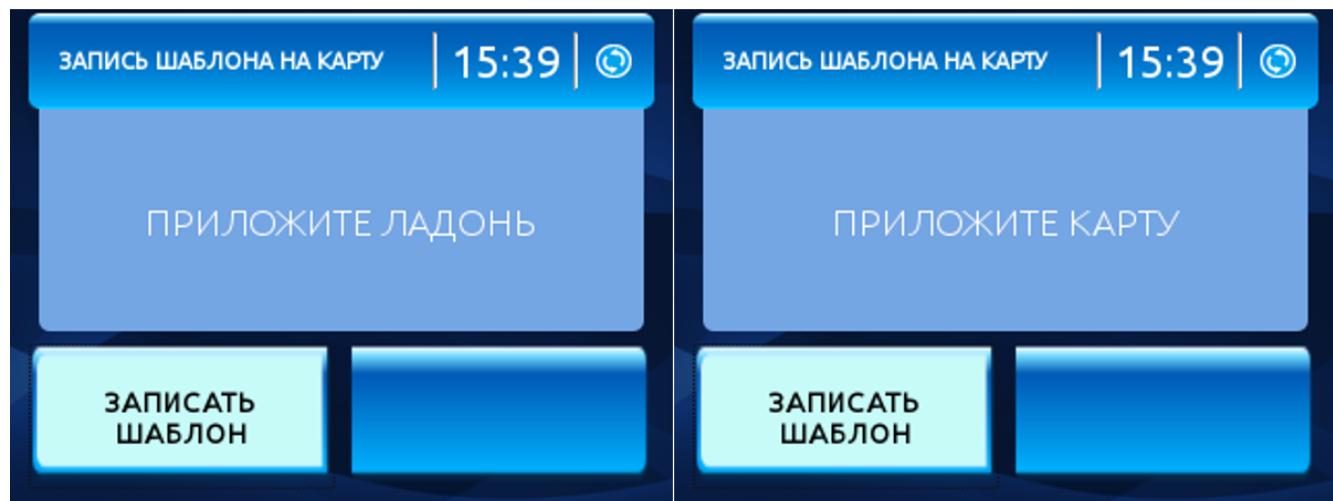 ЗАПИСЬ ШАБЛОНА НА КАРТУ 15:39
ПРИЛОЖИТЕ ЛАДОНЬ
ЗАПИСАТЬ
ШАБЛОН
ЗАПИСЬ ШАБЛОНА НА КАРТУ 15:39
ПРИЛОЖИТЕ КАРТУ
ЗАПИСАТЬ
ШАБЛОН